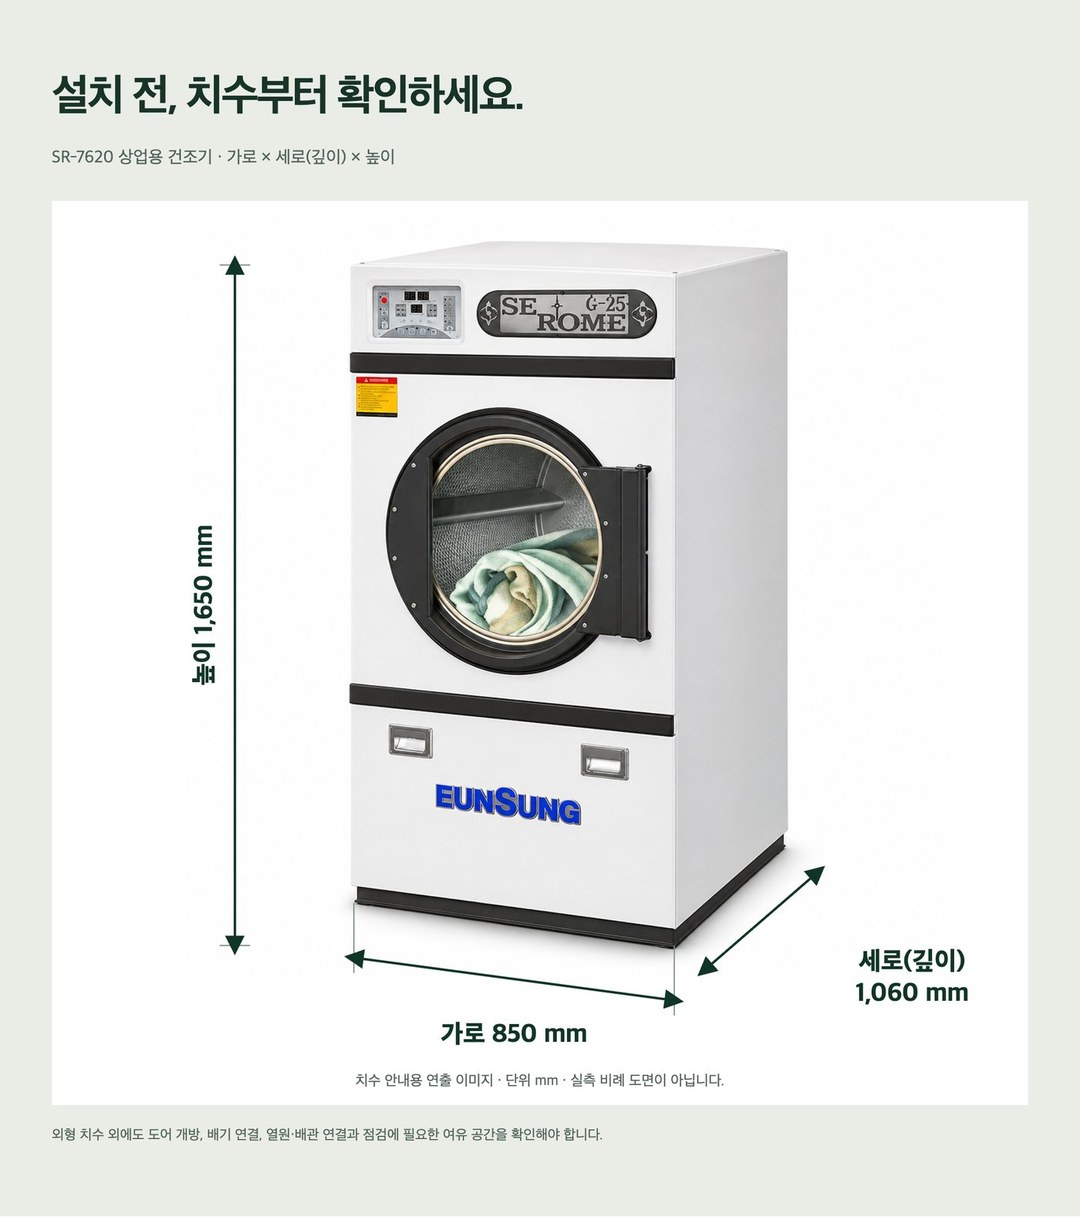 설치 전, 치수부터 확인하세요.
SR-7620 상업용 건조기 · 가로 × 세로(깊이) × 높이
SE G-25
ROME
높이 1,650 mm
EUNSUNG
세로(깊이)
1,060 mm
가로 850 mm
치수 안내용 연출 이미지 · 단위 mm · 실측 비례 도면이 아닙니다.
외형 치수 외에도 도어 개방, 배기 연결, 열원·배관 연결과 점검에 필요한 여유 공간을 확인해야 합니다.